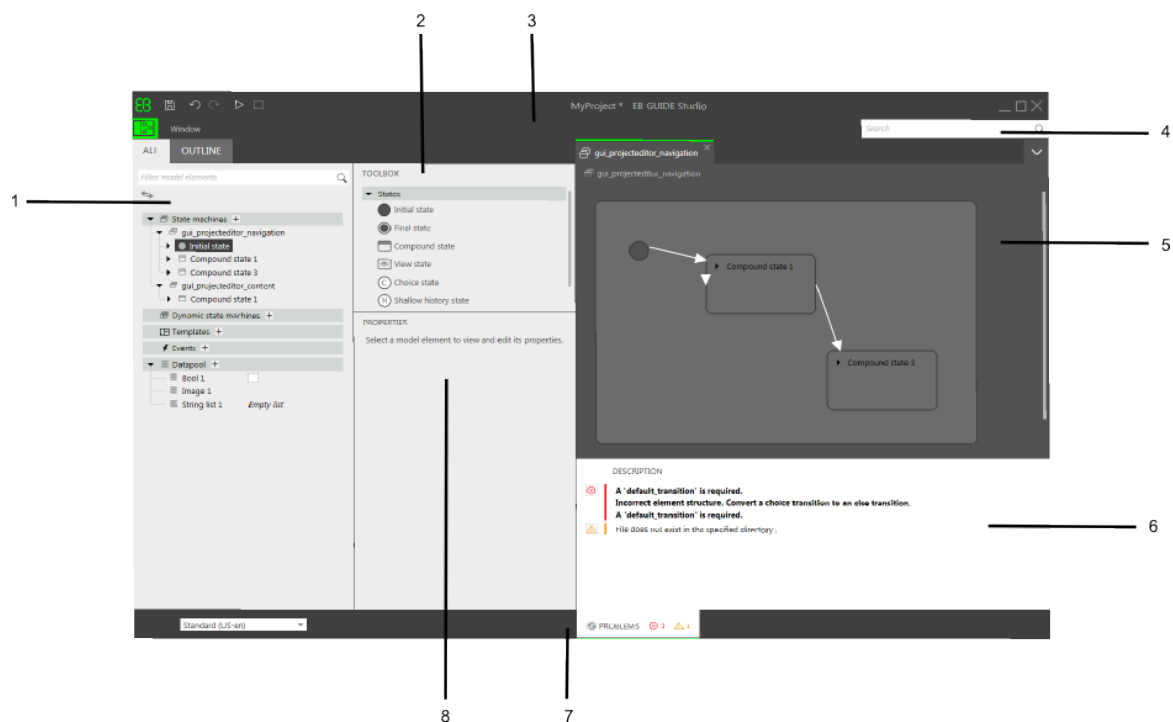 2
3
EB
MyProject * EB GUIDE Studio
Window
Search
4
ALL
OUTLINE
gui_projecteditor_navigation
Filter model elements
TOOLBOX
gui_projecteditor_navigation
1
States
State machines +
Initial state
gui_projecteditor_navigation
Final state
Initial state
Compound state
Compound state 1
View state
Compound state 3
Choice state
gui_projecteditor_content
Shallow history state
Compound state 1
5
Compound state 1
Dynamic state machines +
PROPERTIES
Templates +
Select a model element to view and edit its properties.
Events +
Datapool +
Compound state 3
Bool 1
Image 1
String list 1 Empty list
DESCRIPTION
A 'default_transition' is required.
Incorrect element structure. Convert a choice transition to an else transition.
A 'default_transition' is required.
File does not exist in the specified directory .
6
Standard (US-en)
PROBLEMS
8
7